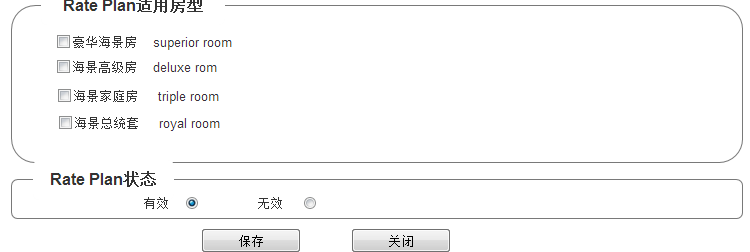 Rate Plan适用房型
豪华海景房 superior room
海景高级房 deluxe rom
海景家庭房 triple room
海景总统套 royal room
Rate Plan状态
有效 无效
保存 关闭